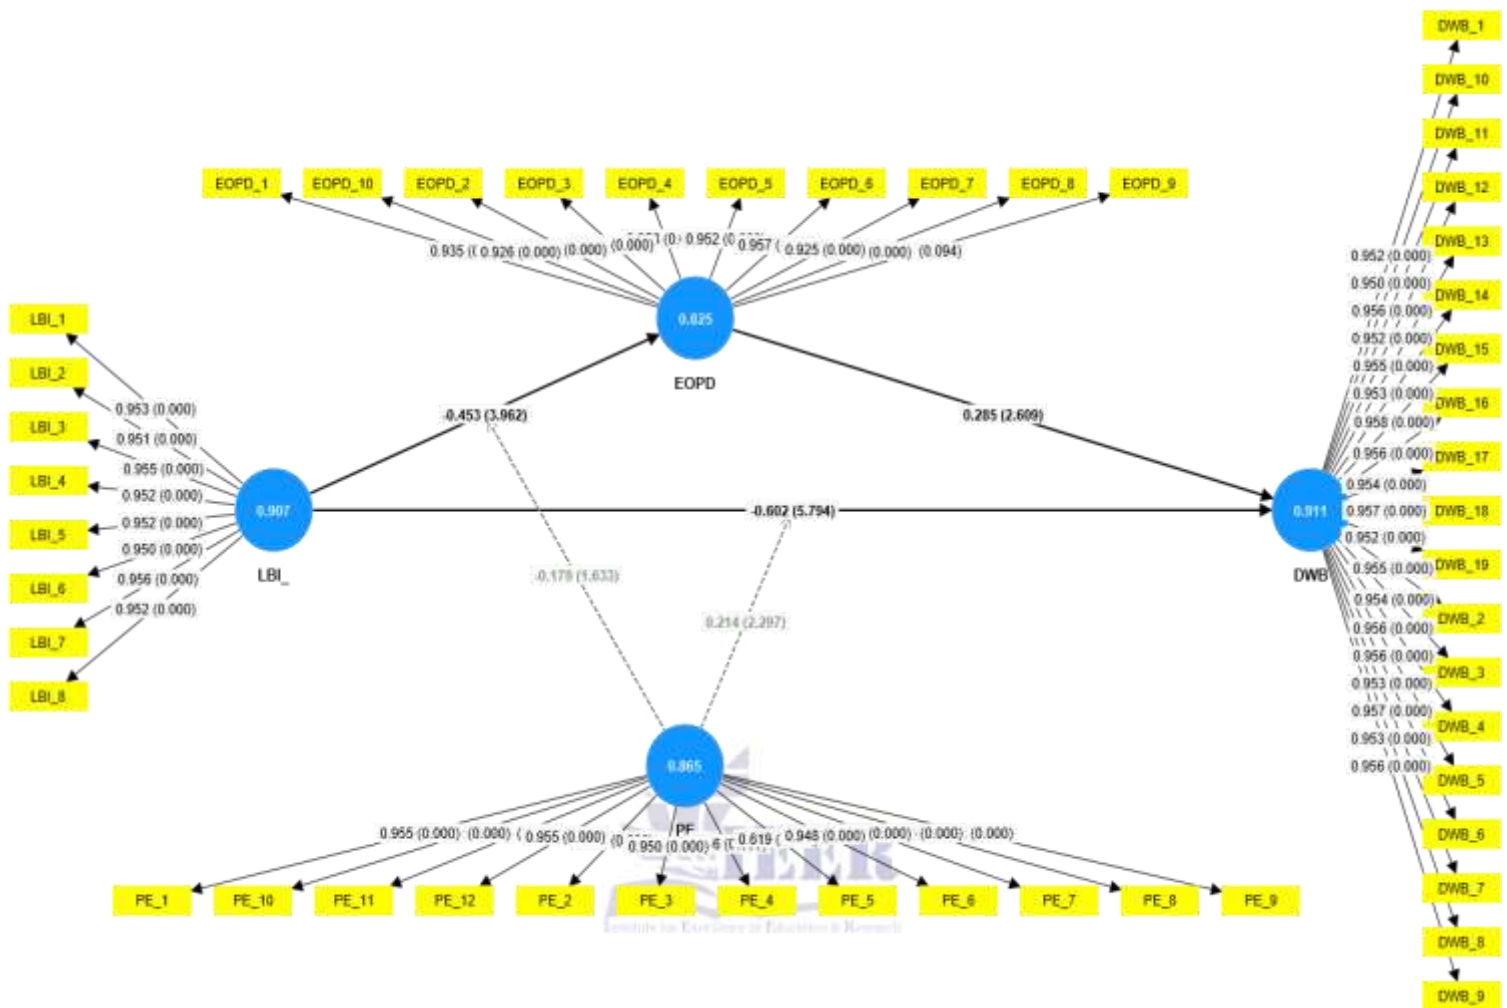 DWB_1
DWB_10
DWB_11
DWB_12
DWB_13
DWB_14
DWB_15
DWB_16
DWB_17
DWB_18
DWB_19
DWB_2
DWB_3
DWB_4
DWB_5
DWB_6
DWB_7
DWB_8
DWB_9
0.952 (0.000)
0.950 (0.000)
0.956 (0.000)
0.952 (0.000)
0.955 (0.000)
0.953 (0.000)
0.958 (0.000)
0.956 (0.000)
0.954 (0.000)
0.957 (0.000)
0.952 (0.000)
0.955 (0.000)
0.954 (0.000)
0.956 (0.000)
0.956 (0.000)
0.953 (0.000)
0.957 (0.000)
0.953 (0.000)
0.956 (0.000)
EOPD_1 EOPD_10 EOPD_2 EOPD_3 EOPD_4 EOPD_5 EOPD_6 EOPD_7 EOPD_8 EOPD_9
0.935 0.926 (0.000) (0.000) (0.000) 0.952 0.957 0.925 (0.000) (0.000) (0.094)
0.825
EOPD
LBI_1
LBI_2
LBI_3
LBI_4
LBI_5
LBI_6
LBI_7
LBI_8
0.953 (0.000)
0.951 (0.000)
0.955 (0.000)
0.952 (0.000)
0.952 (0.000)
0.950 (0.000)
0.956 (0.000)
0.952 (0.000)
0.907
LBI_
-0.453 (3.962)
0.285 (2.609)
-0.602 (5.794)
0.911
DWB
-0.178 (1.633)
0.214 (2.297)
0.865
PE
0.955 (0.000) (0.000) 0.955 (0.000) 0.950 (0.000) 0.619 0.948 (0.000) (0.000) (0.000) (0.000)
IEER
PE_1 PE_10 PE_11 PE_12 PE_2 PE_3 PE_4 PE_5 PE_6 PE_7 PE_8 PE_9
Institute for Excellence in Education & Research